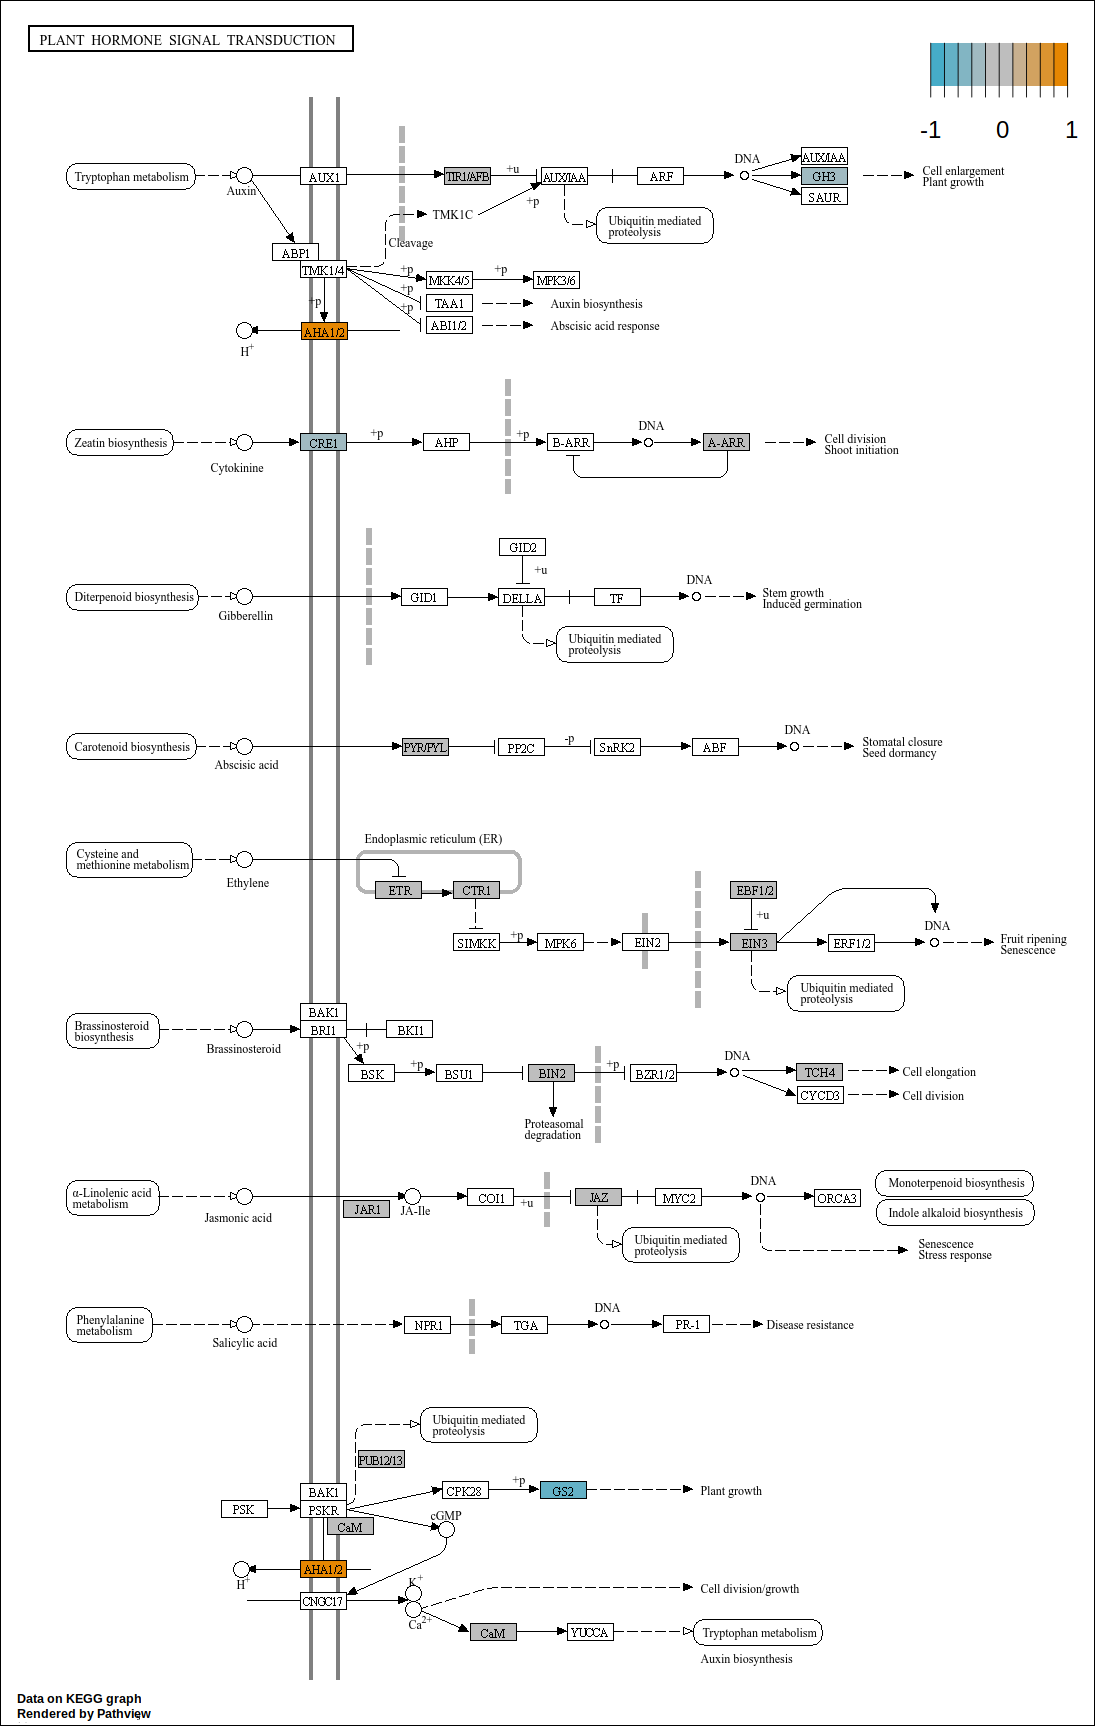 PLANT HORMONE SIGNAL TRANSDUCTION
-1 0 1
Tryptophan metabolism
Auxin
AUX1
TIR1/AFB
+u
AUX/IAA
ARF
DNA
AUX/IAA
GH3
SAUR
Cell enlargement
Plant growth
TMK1C
+p
Cleavage
Ubiquitin mediated
proteolysis
ABP1
TMK1/4
+p
MKK4/5
+p
MPK3/6
+p
TAA1
Auxin biosynthesis
+p
ABI1/2
Abscisic acid response
+p
AHA1/2
H+
Zeatin biosynthesis
Cytokinine
CRE1
+p
AHP
+p
B-ARR
DNA
A-ARR
Cell division
Shoot initiation
GID2
+u
Diterpenoid biosynthesis
Gibberellin
GID1
DELLA
TF
DNA
Stem growth
Induced germination
Ubiquitin mediated
proteolysis
Carotenoid biosynthesis
Abscisic acid
PYR/PYL
PP2C
-p
SnRK2
ABF
DNA
Stomatal closure
Seed dormancy
Endoplasmic reticulum (ER)
Cysteine and
methionine metabolism
Ethylene
ETR
CTR1
EBF1/2
+u
SIMKK
+p
MPK6
EIN2
EIN3
ERF1/2
DNA
Fruit ripening
Senescence
Ubiquitin mediated
proteolysis
Brassinosteroid
biosynthesis
Brassinosteroid
BAK1
BRI1
BKI1
+p
BSK
+p
BSU1
BIN2
+p
BZR1/2
DNA
TCH4
Cell elongation
CYCD3
Cell division
Proteasomal
degradation
α-Linolenic acid
metabolism
Jasmonic acid
JAR1
JA-Ile
COI1
+u
JAZ
MYC2
DNA
ORCA3
Monoterpenoid biosynthesis
Indole alkaloid biosynthesis
Ubiquitin mediated
proteolysis
Senescence
Stress response
Phenylalanine
metabolism
Salicylic acid
NPR1
TGA
DNA
PR-1
Disease resistance
Ubiquitin mediated
proteolysis
PUB12/13
BAK1
PSK
PSKR
CaM
CPK28
+p
GS2
Plant growth
cGMP
AHA1/2
H+
CNGC17
K+
Ca2+
Cell division/growth
CaM
YUCCA
Tryptophan metabolism
Auxin biosynthesis
Data on KEGG graph
Rendered by Pathview